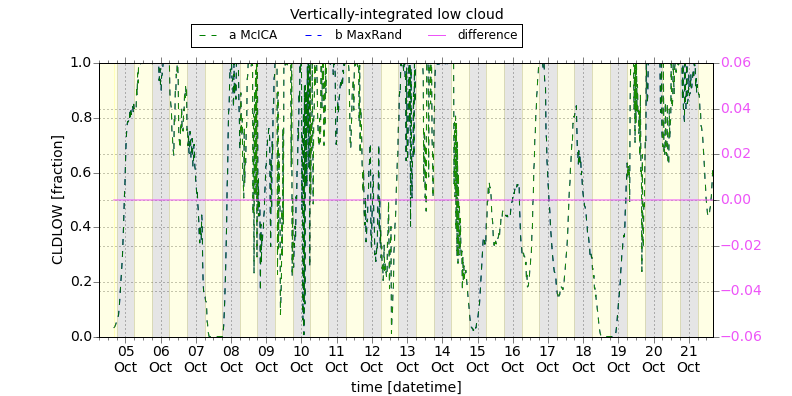 Vertically-integrated low cloud
a McICA b MaxRand difference
CLDLOW [fraction]
1.0
0.8
0.6
0.4
0.2
0.0
0.06
0.04
0.02
0.00
−0.02
−0.04
−0.06
05 06 07 08 09 10 11 12 13 14 15 16 17 18 19 20 21
Oct Oct Oct Oct Oct Oct Oct Oct Oct Oct Oct Oct Oct Oct Oct Oct Oct
time [datetime]